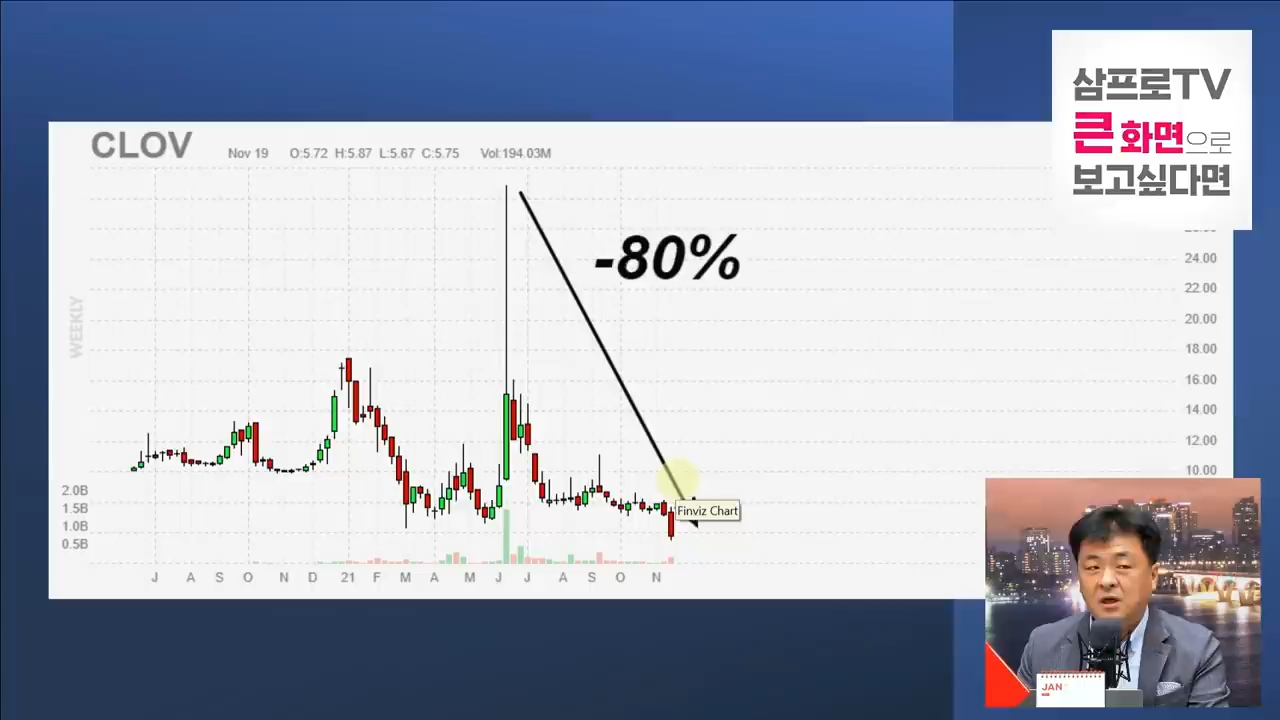 삼프로TV
큰 화면으로
보고싶다면
CLOV
Nov 19 O:5.72 H:5.87 L:5.67 C:5.75 Vol:194.03M
-80%
WEEKLY
24.00
22.00
20.00
18.00
16.00
14.00
12.00
10.00
2.0B
1.5B
1.0B
0.5B
Finviz Chart
J A S O N D 21 F M A M J J A S O N
JAN